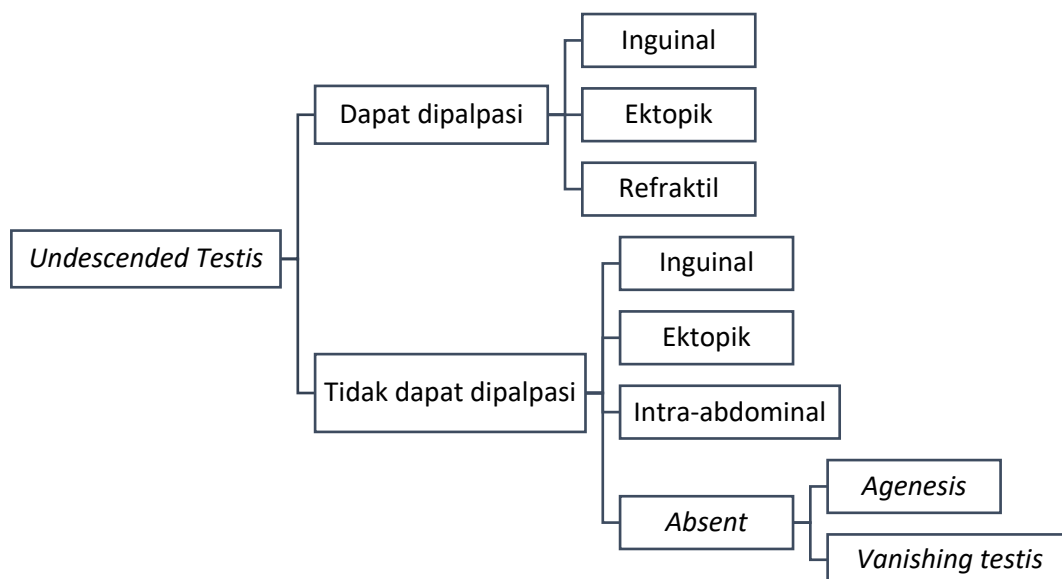 Inguinal
Dapat dipalpasi
Ektopik
Refraktil
Undescended Testis
Inguinal
Ektopik
Tidak dapat dipalpasi
Intra-abdominal
Agenesis
Absent
Vanishing testis